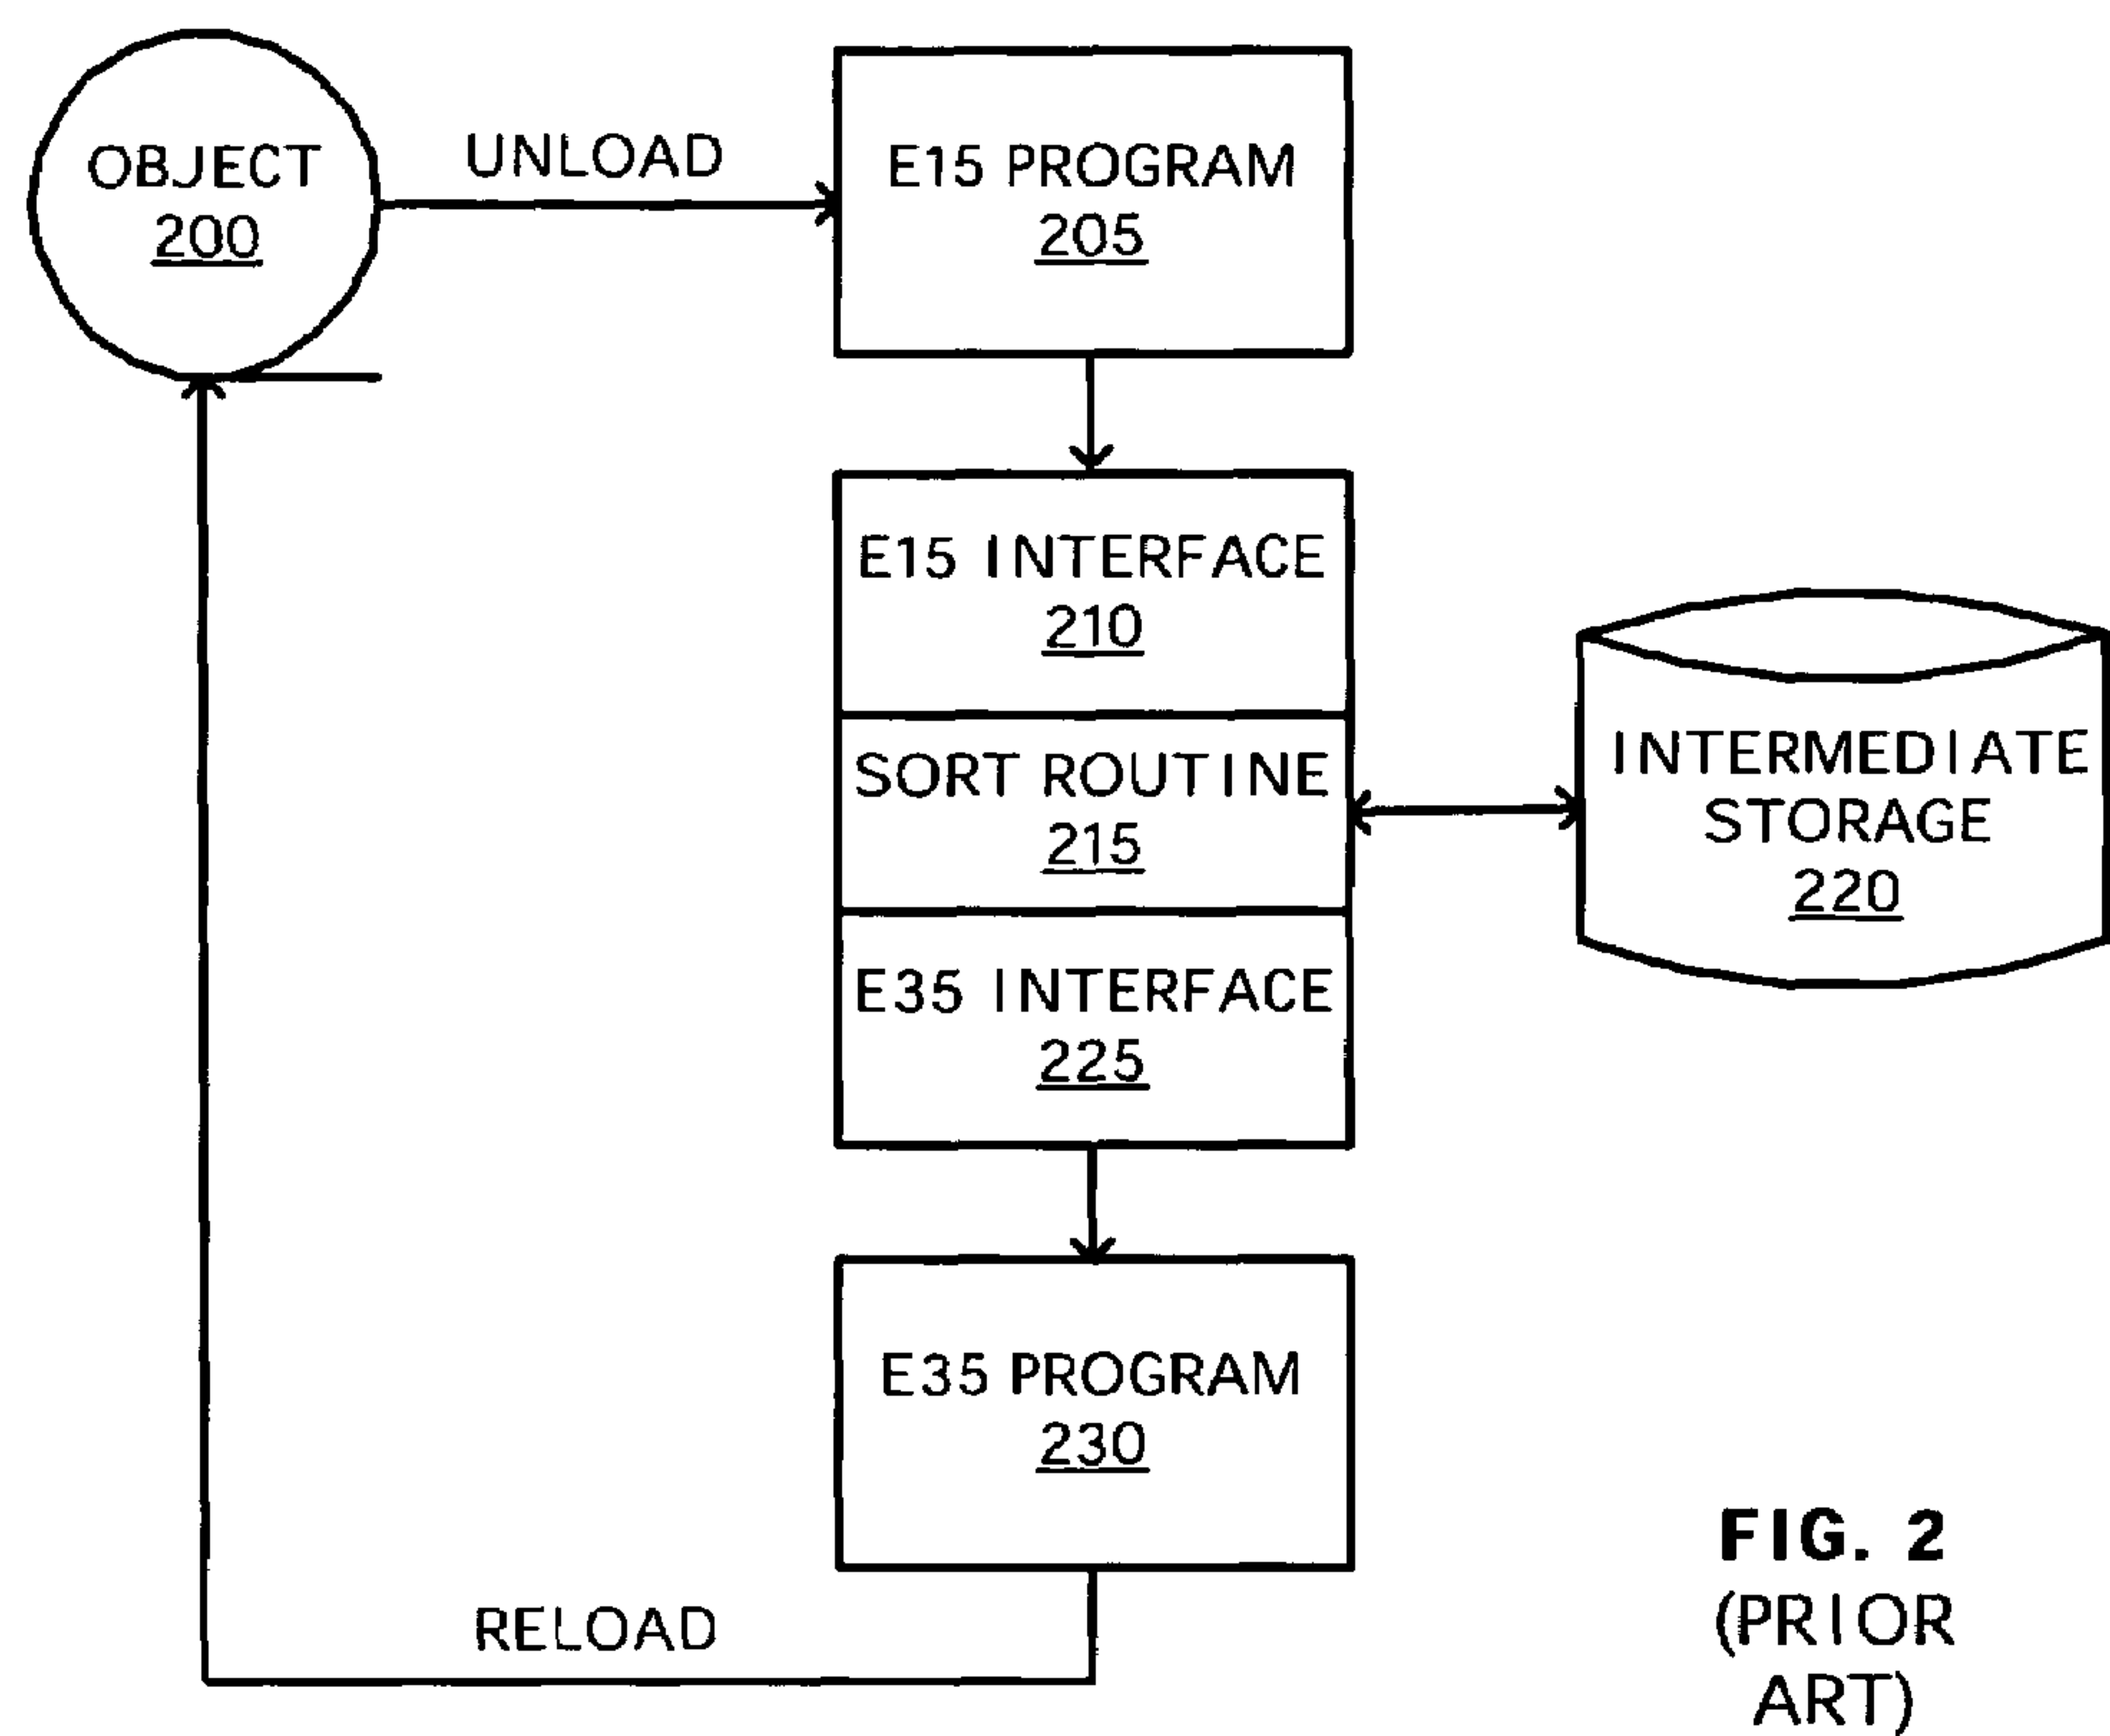 OBJECT
200
UNLOAD
E15 PROGRAM
205
E15 INTERFACE
210
SORT ROUTINE
215
INTERMEDIATE
STORAGE
220
E35 INTERFACE
225
E35 PROGRAM
230
RELOAD
FIG. 2
(PRIOR
ART)